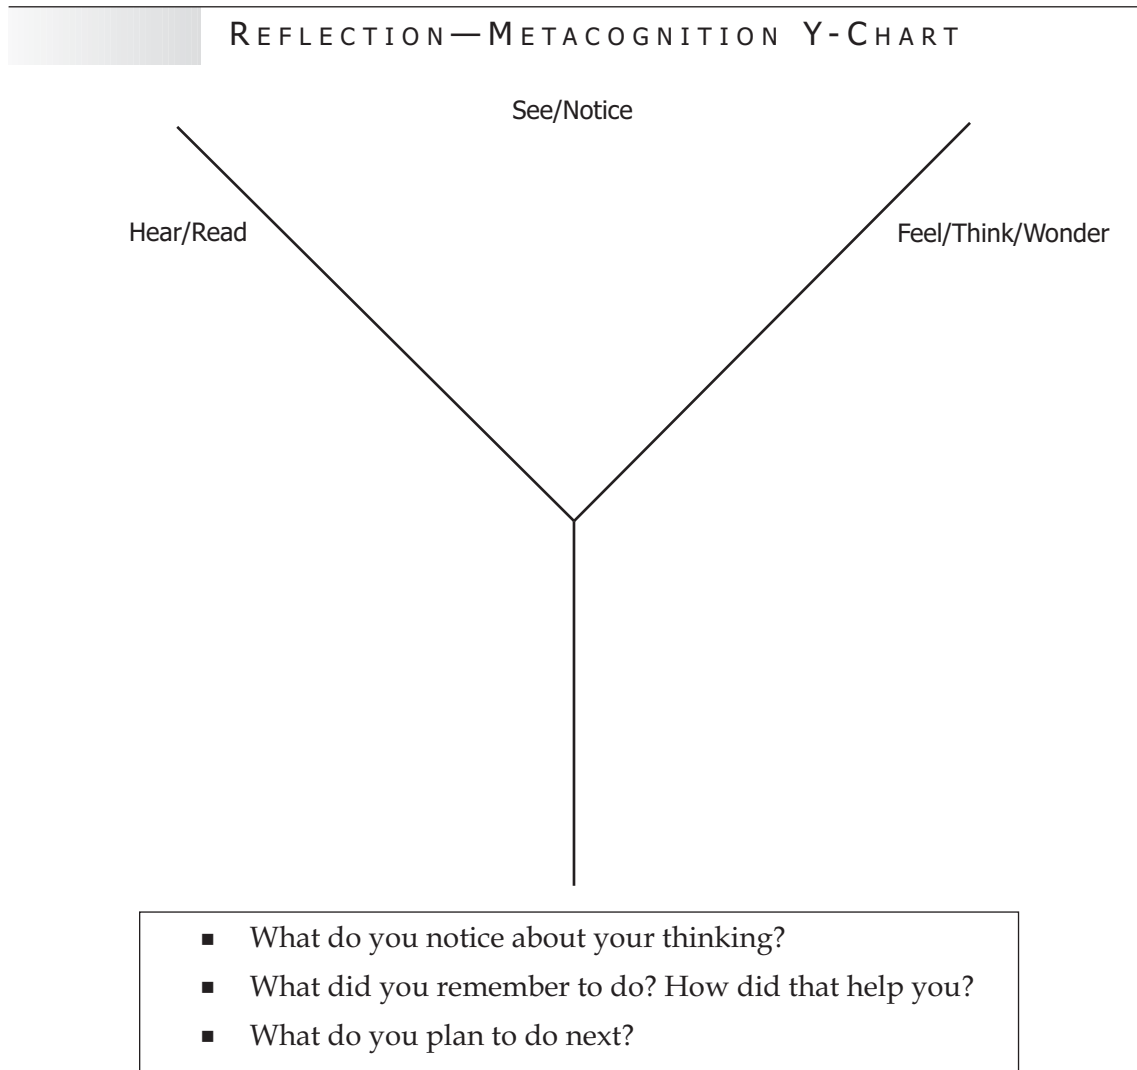 REFLECTION—METACOGNITION Y-CHART
See/Notice
Hear/Read
Feel/Think/Wonder
■ What do you notice about your thinking?
■ What did you remember to do? How did that help you?
■ What do you plan to do next?